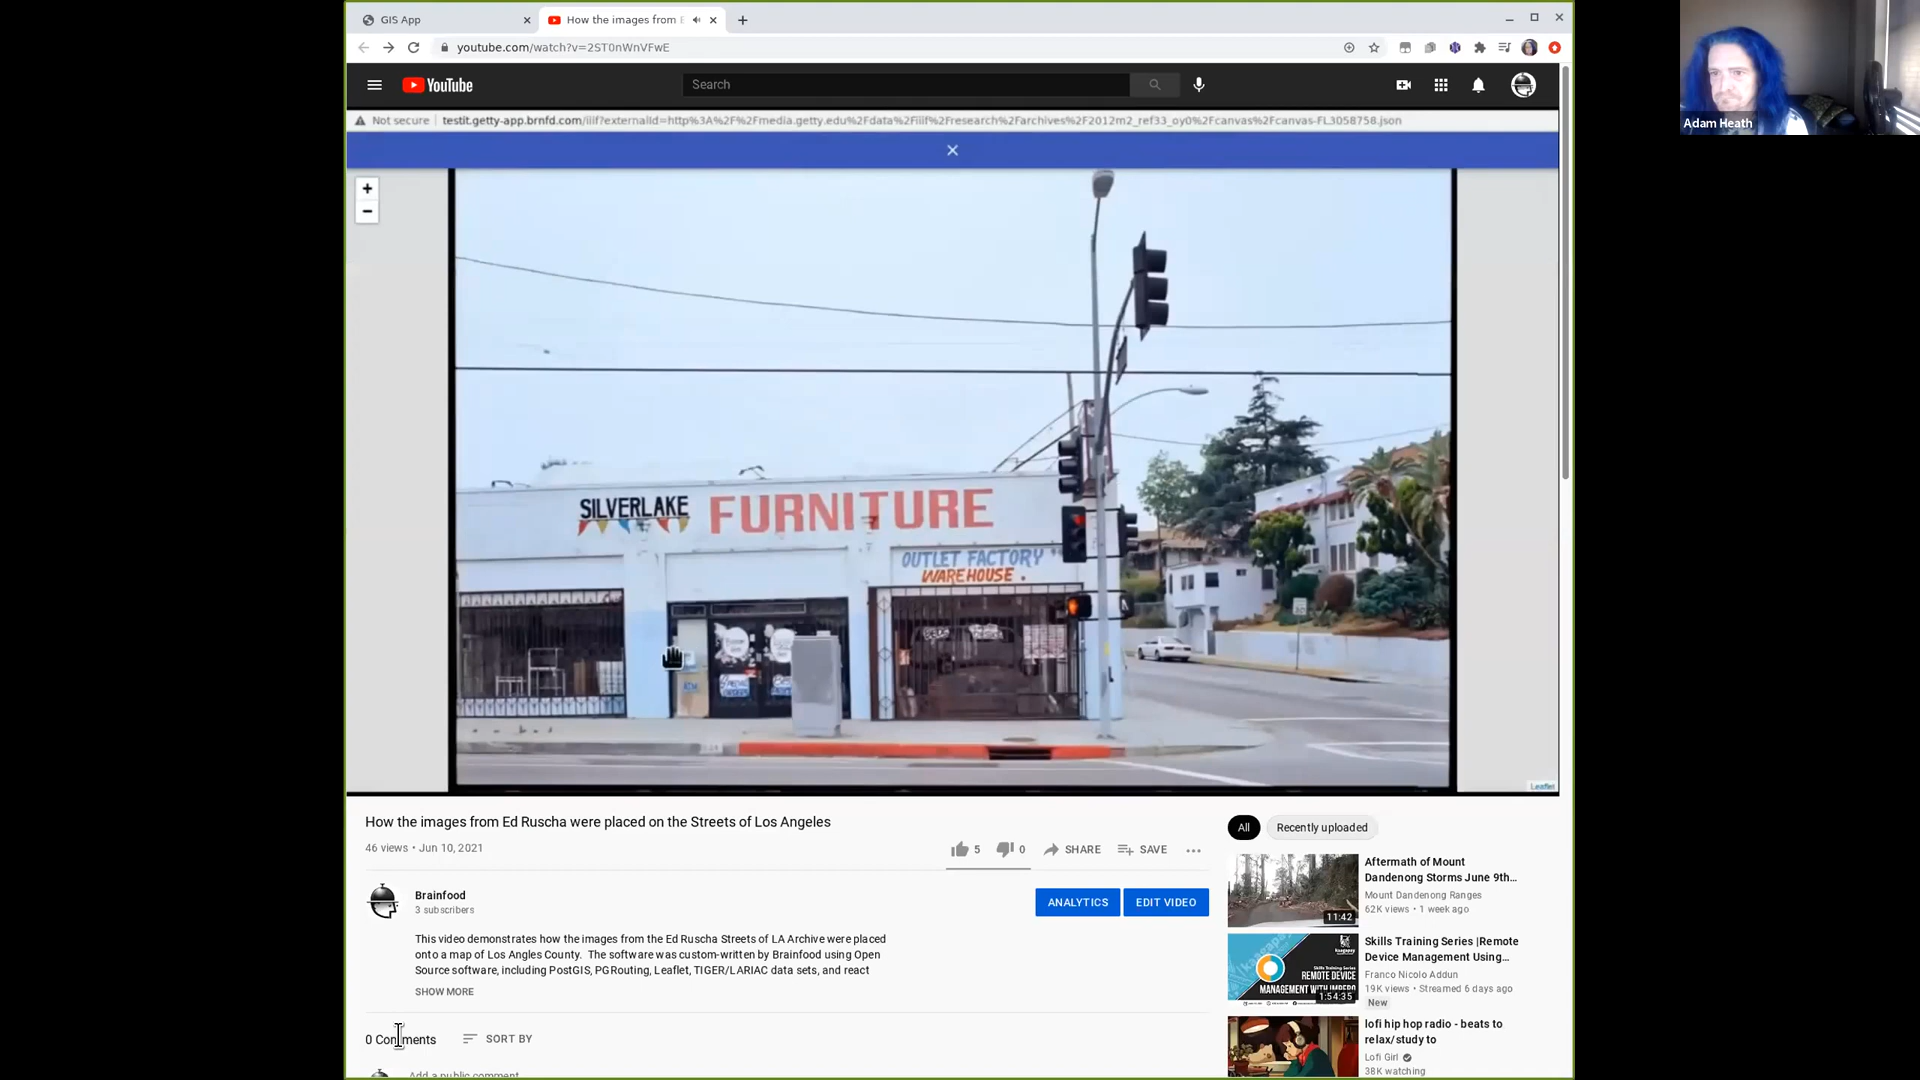 GIS App
How the images from E
youtube.com/watch?v=2ST0nWnVFwE
YouTube
Search
Not secure
testit.getty-app.brnfd.com/iiif?externalId=http%3A%2F%2Fmedia.getty.edu%2Fdata%2Fiiif%2Fresearch%2Farchives%2F2012m2_ref33_oy0%2Fcanvas%2Fcanvas-FL3058758.json
+
−
SILVERLAKE FURNITURE
OUTLET FACTORY
WAREHOUSE.
Leaflet
How the images from Ed Ruscha were placed on the Streets of Los Angeles
46 views • Jun 10, 2021
5
0
SHARE
SAVE
Brainfood
3 subscribers
ANALYTICS
EDIT VIDEO
This video demonstrates how the images from the Ed Ruscha Streets of LA Archive were placed
onto a map of Los Angles County. The software was custom-written by Brainfood using Open
Source software, including PostGIS, PGRouting, Leaflet, TIGER/LARIAC data sets, and react
SHOW MORE
0 Comments
SORT BY
Add a public comment
All
Recently uploaded
11:42
Aftermath of Mount
Dandenong Storms June 9th...
Mount Dandenong Ranges
62K views • 1 week ago
SKILLS TRAINING SERIES
REMOTE DEVICE
MANAGEMENT WITH IMPERO
1:54:35
Skills Training Series |Remote
Device Management Using...
Franco Nicolo Addun
19K views • Streamed 6 days ago
New
lofi hip hop radio - beats to
relax/study to
Lofi Girl
38K watching
Adam Heath